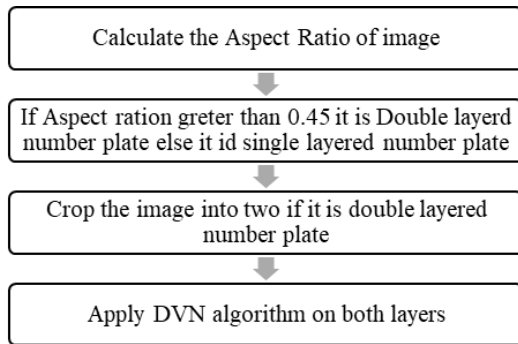 Calculate the Aspect Ratio of image
If Aspect ration greter than 0.45 it is Double layerd
number plate else it id single layered number plate
Crop the image into two if it is double layered
number plate
Apply DVN algorithm on both layers